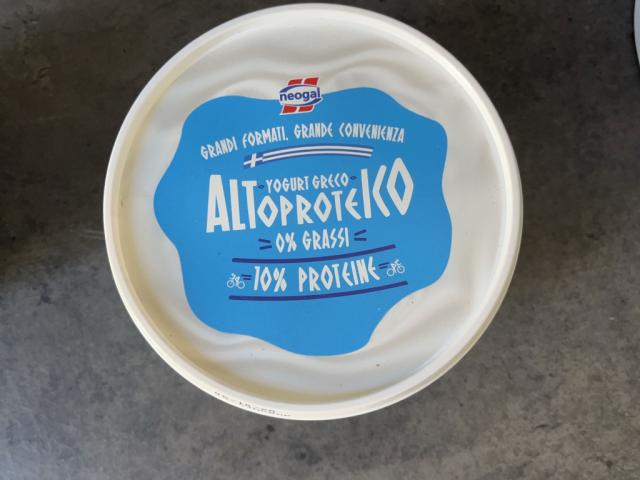 neogal
GRANDI FORMATI, GRANDE CONVENIENZA
YOGURT GRECO
ALTOPROTEICO
0% GRASSI
10% PROTEINE